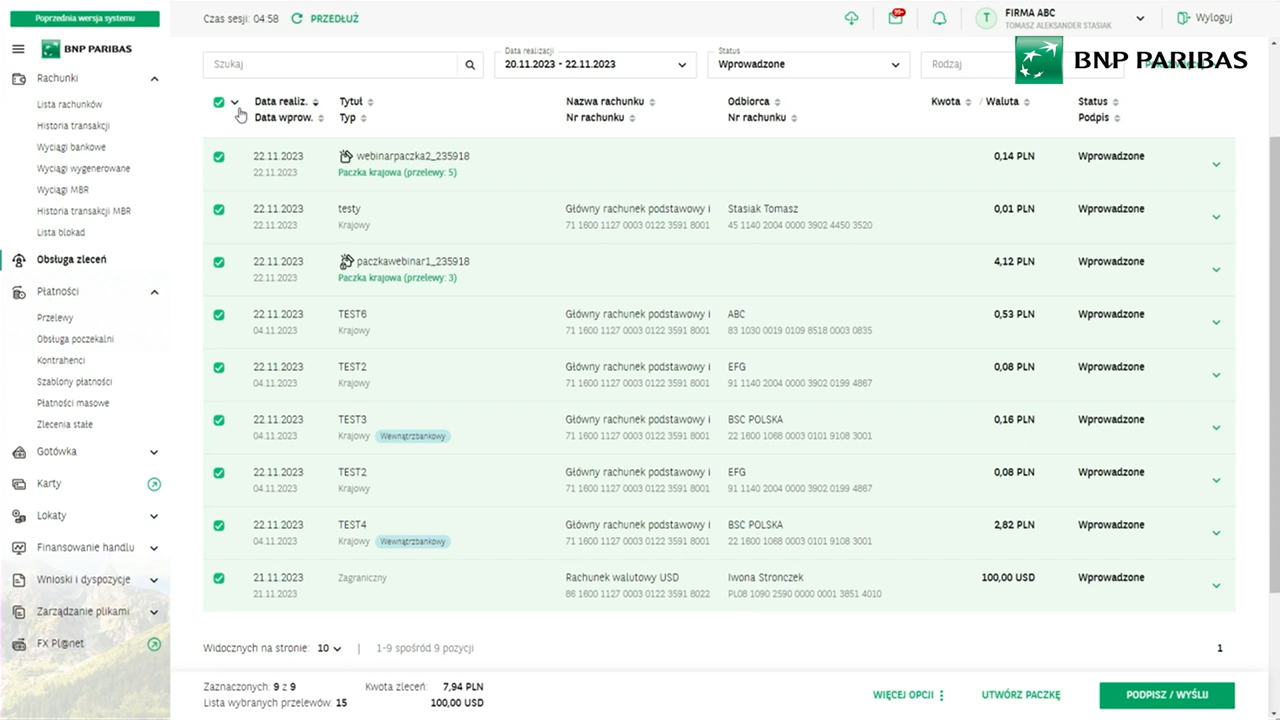 Poprzednia wersja systemu
Czas sesji: 04:58 PRZEDŁUŻ
99+
T
FIRMA ABC
TOMASZ ALEKSANDER STASIAK
Wyloguj
BNP PARIBAS
BNP PARIBAS
Rachunki
Lista rachunków
Historia transakcji
Wyciągi bankowe
Wyciągi wygenerowane
Wyciągi MBR
Historia transakcji MBR
Lista blokad
Obsługa zleceń
Płatności
Przelewy
Obsługa poczekalni
Kontrahenci
Szablony płatności
Płatności masowe
Zlecenia stałe
Gotówka
Karty
Lokaty
Finansowanie handlu
Wnioski i dyspozycje
Zarządzanie plikami
FX Pl@net
Szukaj
Data realizacji
20.11.2023 - 22.11.2023
Status
Wprowadzone
Rodzaj
Data realiz. Tytuł Nazwa rachunku Odbiorca Kwota / Waluta Status
Data wprow. Typ Nr rachunku Nr rachunku Podpis
22.11.2023 webinarpaczka2_235918 0,14 PLN Wprowadzone
22.11.2023 Paczka krajowa (przelewy: 5)
22.11.2023 testy Główny rachunek podstawowy i Stasiak Tomasz 0,01 PLN Wprowadzone
22.11.2023 Krajowy 71 1600 1127 0003 0122 3591 8001 45 1140 2004 0000 3902 4450 3520
22.11.2023 paczkawebinar1_235918 4,12 PLN Wprowadzone
22.11.2023 Paczka krajowa (przelewy: 3)
22.11.2023 TEST6 Główny rachunek podstawowy i ABC 0,53 PLN Wprowadzone
04.11.2023 Krajowy 71 1600 1127 0003 0122 3591 8001 83 1030 0019 0109 8518 0003 0835
22.11.2023 TEST2 Główny rachunek podstawowy i EFG 0,08 PLN Wprowadzone
04.11.2023 Krajowy 71 1600 1127 0003 0122 3591 8001 91 1140 2004 0000 3902 0199 4867
22.11.2023 TEST3 Główny rachunek podstawowy i BSC POLSKA 0,16 PLN Wprowadzone
04.11.2023 Krajowy Wewnątrzbankowy 71 1600 1127 0003 0122 3591 8001 22 1600 1068 0003 0101 9108 3001
22.11.2023 TEST2 Główny rachunek podstawowy i EFG 0,08 PLN Wprowadzone
04.11.2023 Krajowy 71 1600 1127 0003 0122 3591 8001 91 1140 2004 0000 3902 0199 4867
22.11.2023 TEST4 Główny rachunek podstawowy i BSC POLSKA 2,82 PLN Wprowadzone
04.11.2023 Krajowy Wewnątrzbankowy 71 1600 1127 0003 0122 3591 8001 22 1600 1068 0003 0101 9108 3001
21.11.2023 Zagraniczny Rachunek walutowy USD Iwona Stronczek 100,00 USD Wprowadzone
21.11.2023 86 1600 1127 0003 0122 3591 8022 PL08 1090 2590 0000 0001 3851 4010
Widocznych na stronie: 10 | 1-9 spośród 9 pozycji 1
Zaznaczonych: 9 z 9 Kwota zleceń: 7,94 PLN
Lista wybranych przelewów: 15 100,00 USD
WIĘCEJ OPCJI UTWÓRZ PACZKĘ PODPISZ / WYŚLIJ